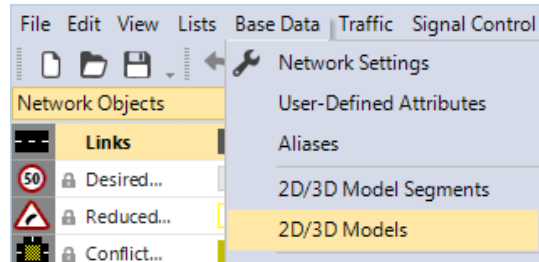 File Edit View Lists Base Data Traffic Signal Control
Network Settings
Network Objects
User-Defined Attributes
Links
Aliases
50
Desired...
2D/3D Model Segments
Reduced...
2D/3D Models
Conflict...